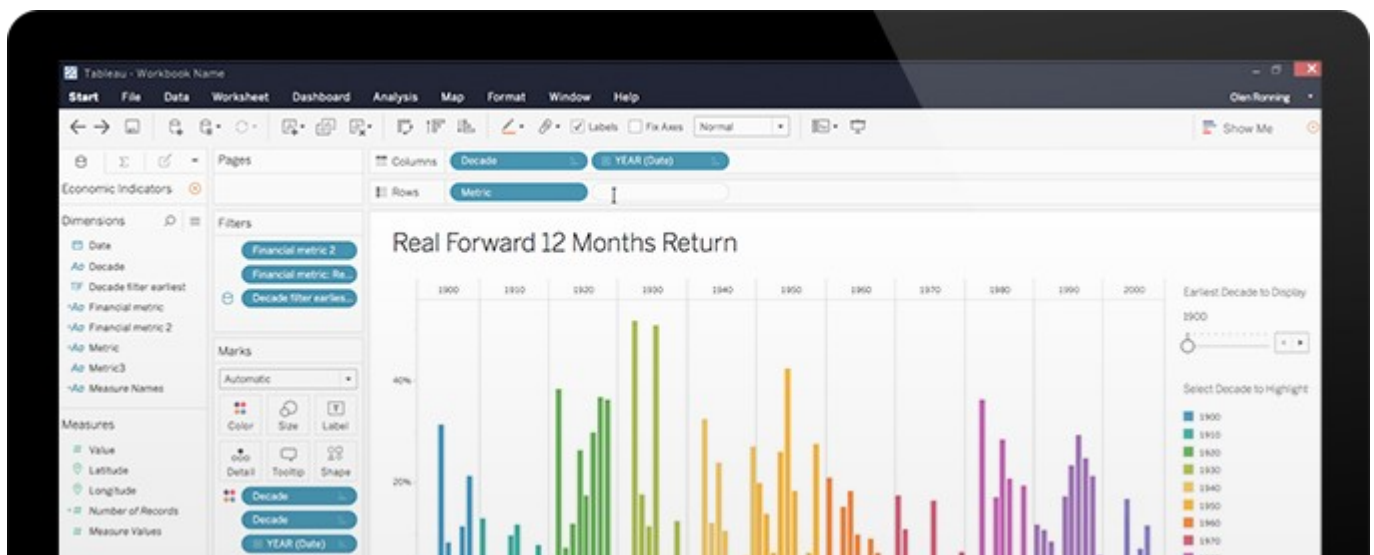 Tableau - Workbook Name
Start File Data Worksheet Dashboard Analysis Map Format Window Help
Olen Ronning
Labels Fix Axes Normal
Show Me
Economic Indicators
Dimensions
Date
Abc Decade
T|F Decade filter earliest
Financial metric
Financial metric 2
Metric
Metric3
Measure Names
Measures
Value
Latitude
Longitude
Number of Records
Measure Values
Pages
Filters
Financial metric 2
Financial metric: Re...
Decade filter earlies...
Marks
Automatic
Color Size Label
Detail Tooltip Shape
Decade
Decade
YEAR (Date)
Columns Decade YEAR (Date)
Rows Metric
Real Forward 12 Months Return
1900 1910 1920 1930 1940 1950 1960 1970 1980 1990 2000
40%
20%
Earliest Decade to Display
1900
Select Decade to Highlight
1900
1910
1920
1930
1940
1950
1960
1970